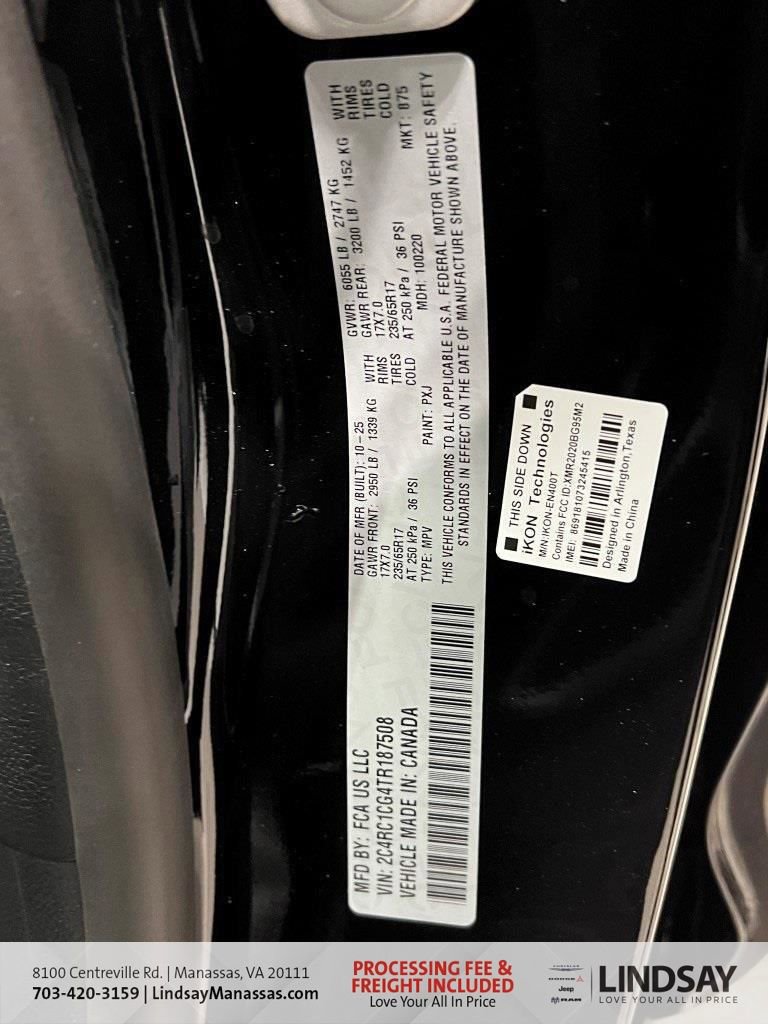 MFD BY: FCA US LLC
VIN: 2C4RC1CG4TR187508
VEHICLE MADE IN: CANADA
DATE OF MFR (BUILT): 10-25
GAWR FRONT: 2950 LB / 1339 KG WITH
17X7.0 RIMS
235/65R17 TIRES
AT 250 kPa / 36 PSI COLD
TYPE: MPV PAINT: PXJ
GVWR: 6055 LB / 2747 KG
GAWR REAR: 3200 LB / 1452 KG WITH
17X7.0 RIMS
235/65R17 TIRES
AT 250 kPa / 36 PSI COLD
MDH: 100220 MKT: 875
THIS VEHICLE CONFORMS TO ALL APPLICABLE U.S.A. FEDERAL MOTOR VEHICLE SAFETY
STANDARDS IN EFFECT ON THE DATE OF MANUFACTURE SHOWN ABOVE.
THIS SIDE DOWN
iKON Technologies
M/N:IKON-EN400T
Contains FCC ID:XMR2020BG95M2
IMEI: 869181073245415
Designed in Arlington,Texas
Made in China
8100 Centreville Rd. | Manassas, VA 20111
703-420-3159 | LindsayManassas.com
PROCESSING FEE &
FREIGHT INCLUDED
Love Your All In Price
CHRYSLER
DODGE
Jeep
RAM
LINDSAY
LOVE YOUR ALL IN PRICE